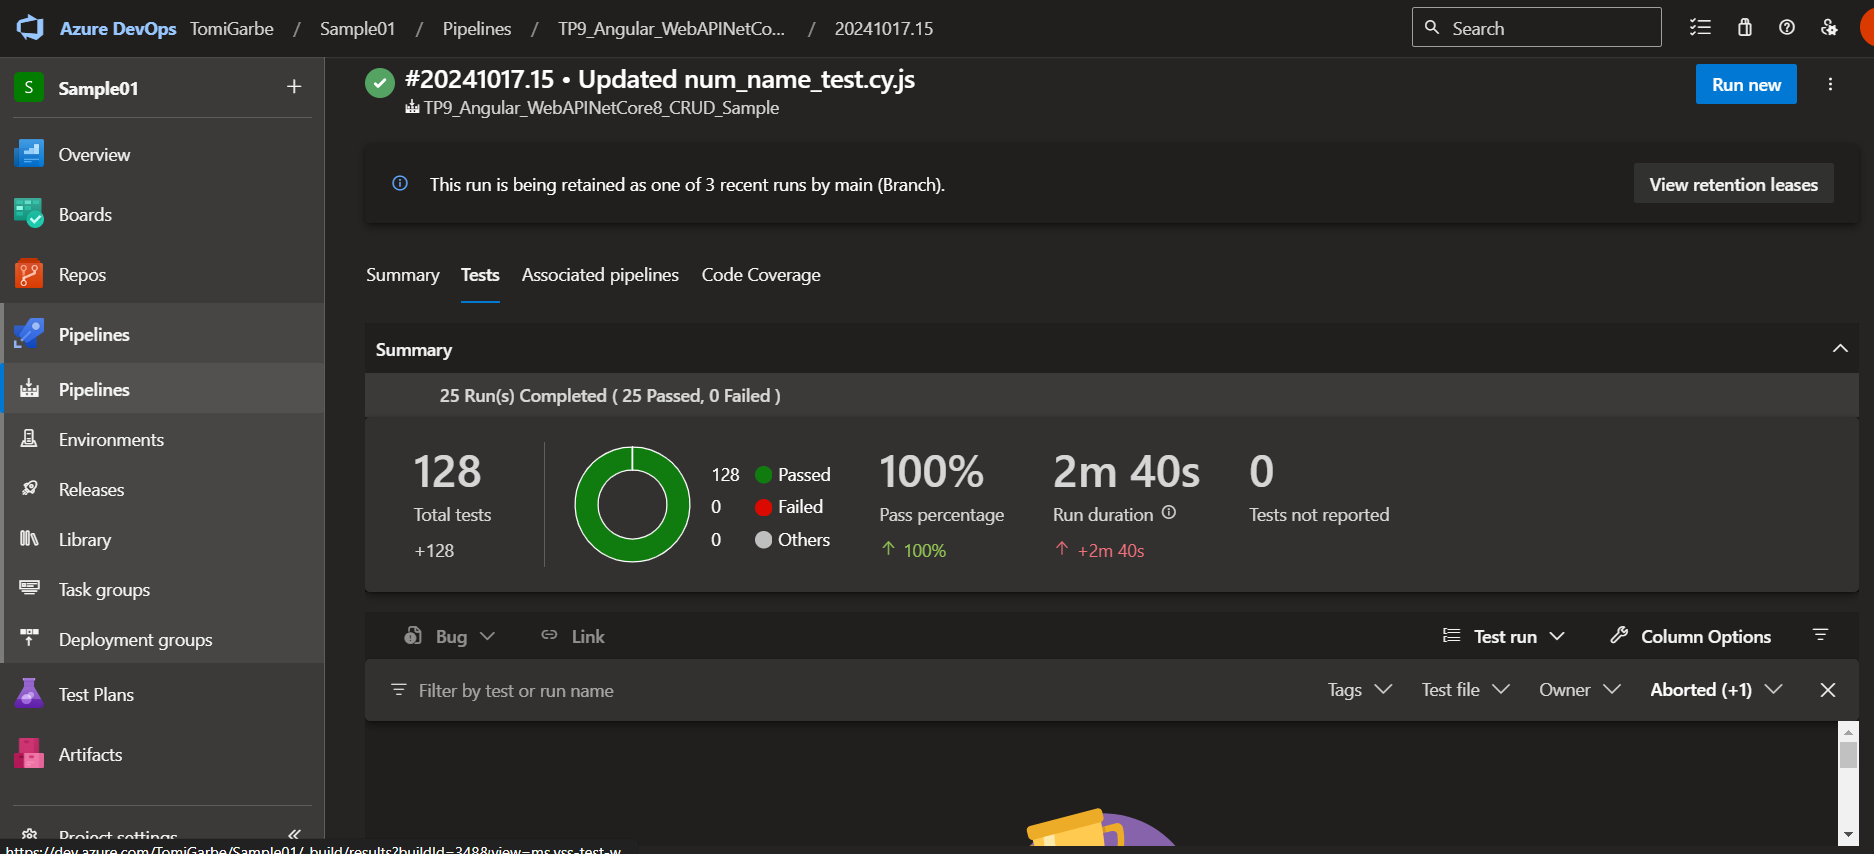 Azure DevOps TomiGarbe / Sample01 / Pipelines / TP9_Angular_WebAPINetCo... / 20241017.15
Search
S Sample01 +
Overview
Boards
Repos
Pipelines
Pipelines
Environments
Releases
Library
Task groups
Deployment groups
Test Plans
Artifacts
Project settings
#20241017.15 • Updated num_name_test.cy.js
TP9_Angular_WebAPINetCore8_CRUD_Sample
Run new
This run is being retained as one of 3 recent runs by main (Branch).
View retention leases
Summary Tests Associated pipelines Code Coverage
Summary
25 Run(s) Completed ( 25 Passed, 0 Failed )
128
Total tests
+128
128 Passed
0 Failed
0 Others
100%
Pass percentage
100%
2m 40s
Run duration
+2m 40s
0
Tests not reported
Bug Link Test run Column Options
Filter by test or run name Tags Test file Owner Aborted (+1)
https://dev.azure.com/TomiGarbe/Sample01/_build/results?buildId=348&view=ms.vss-test-w...